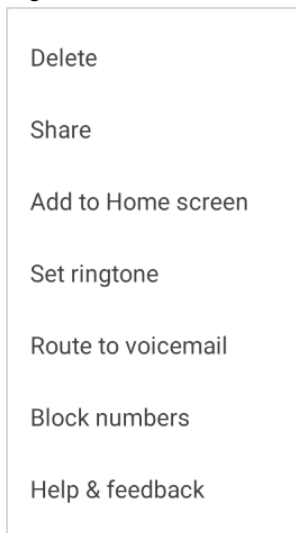 Delete
Share
Add to Home screen
Set ringtone
Route to voicemail
Block numbers
Help & feedback